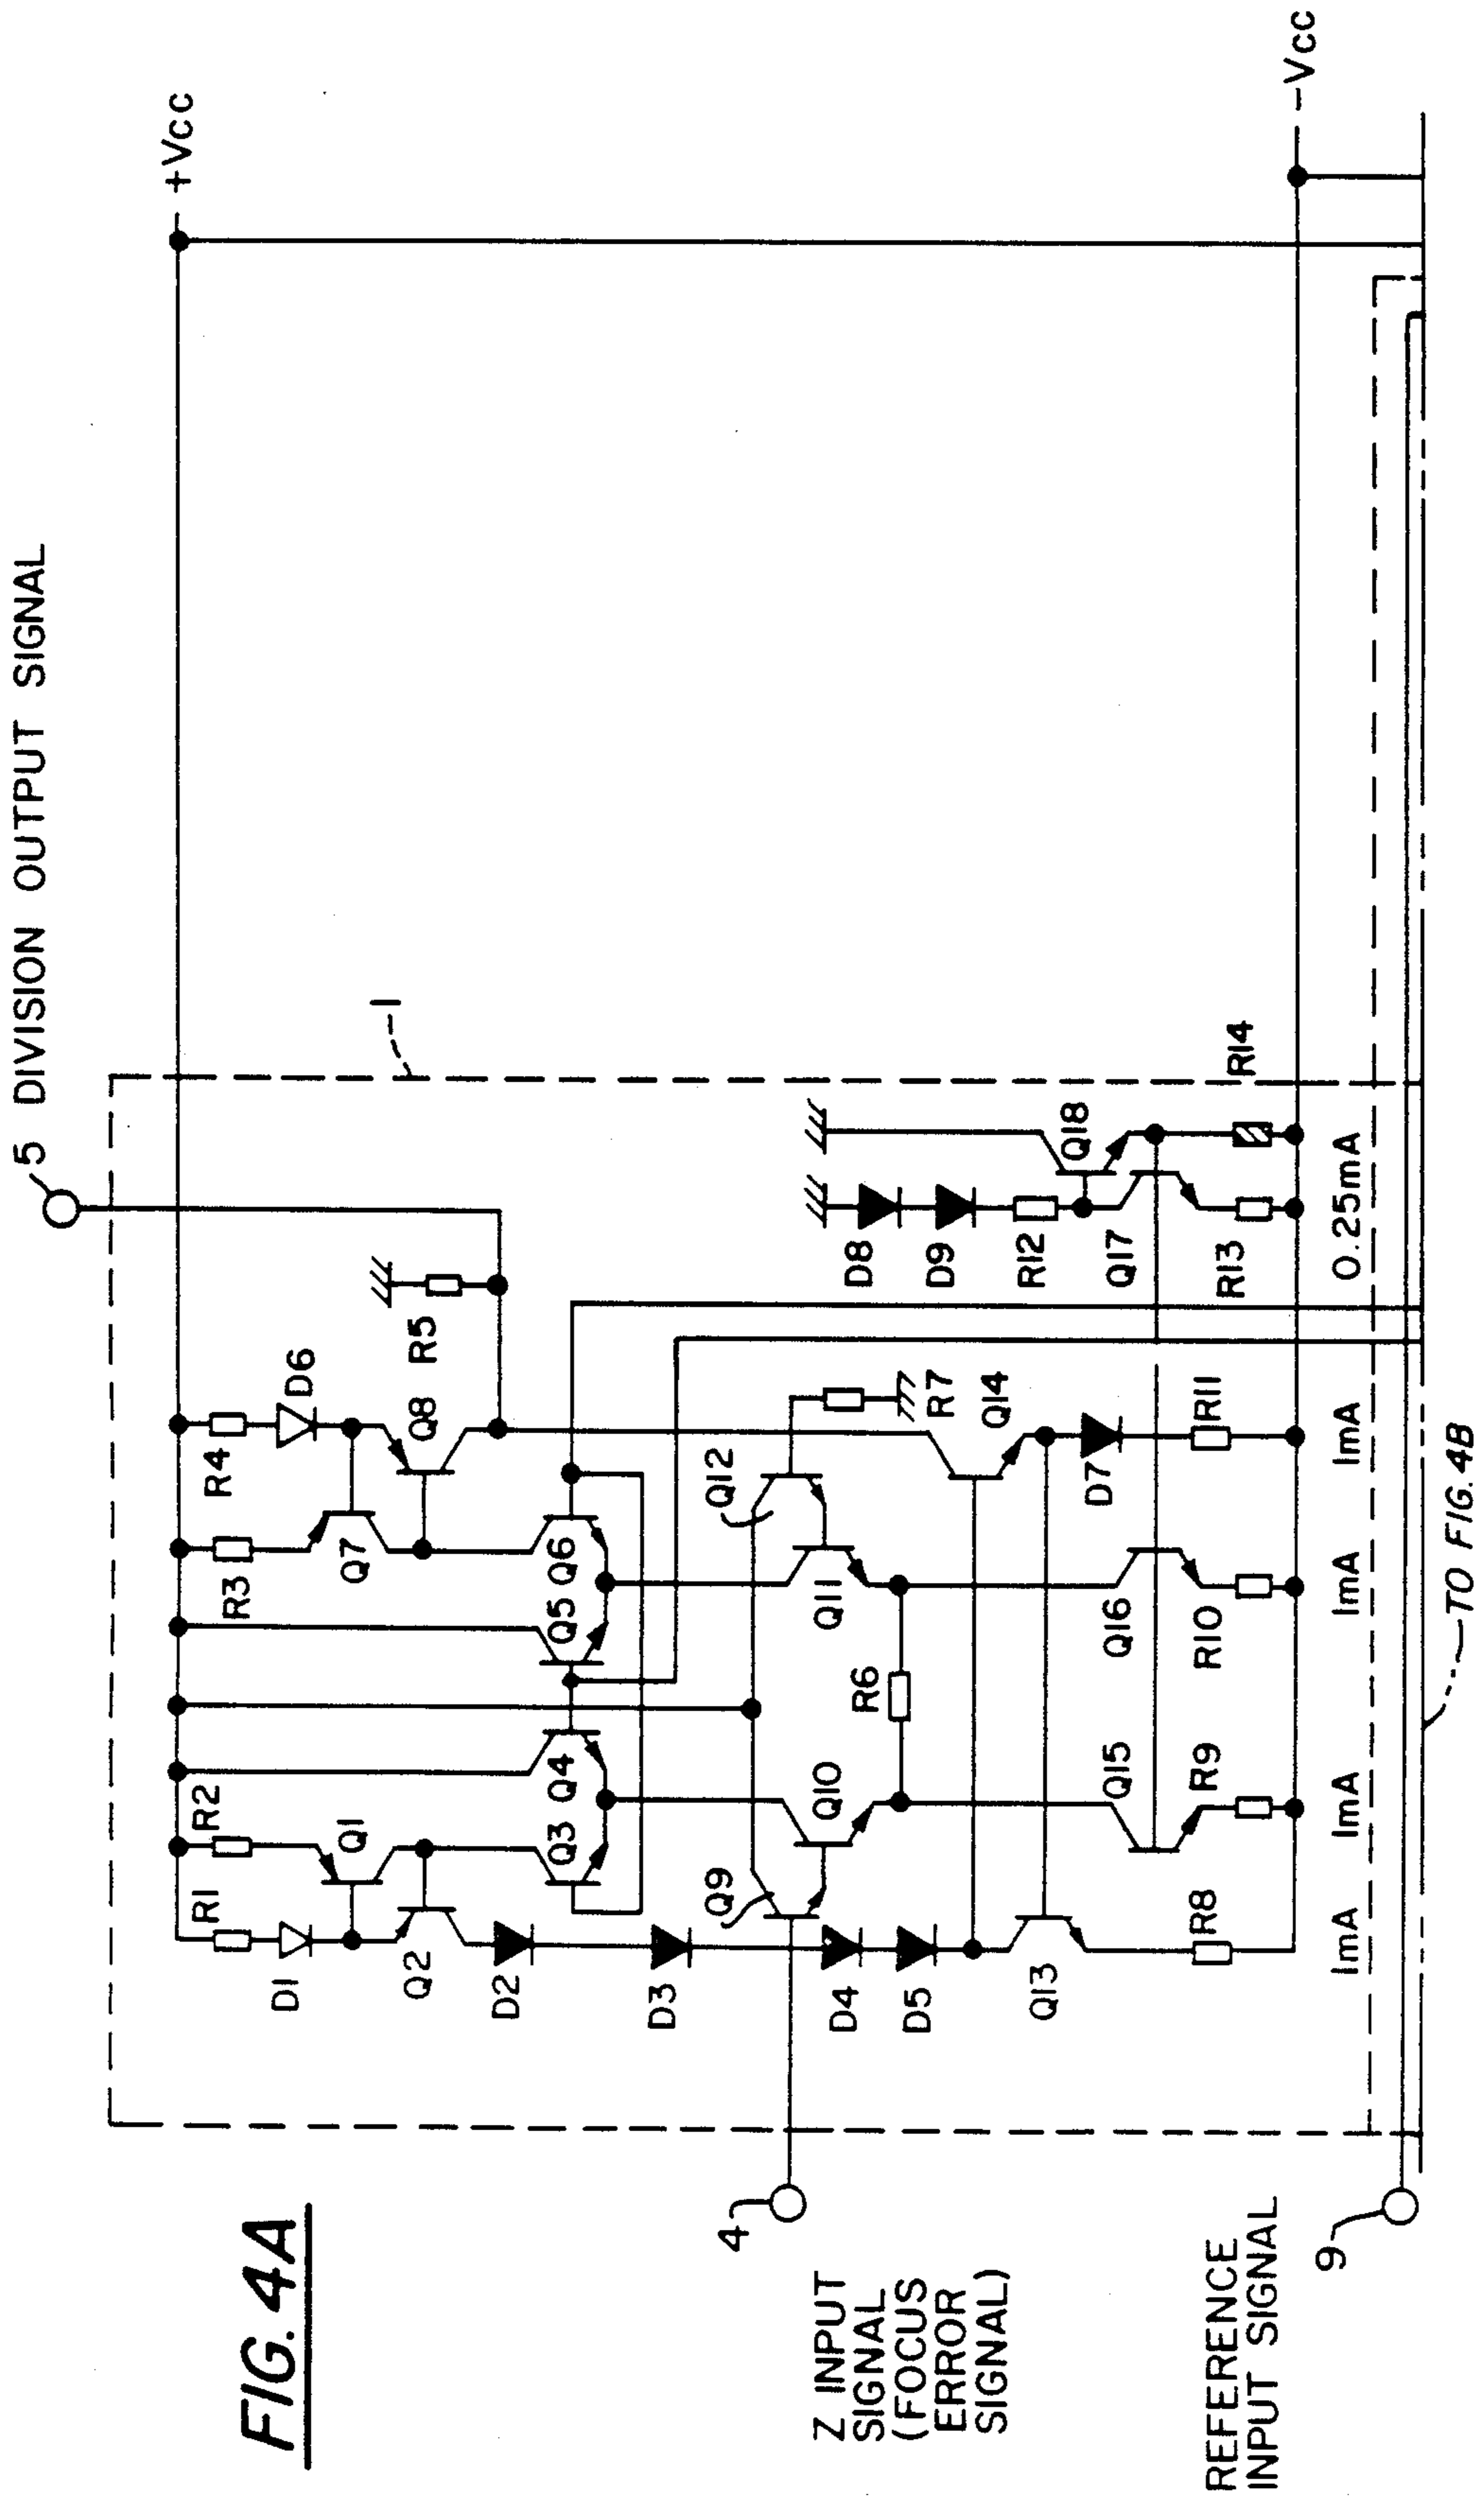 FIG. 4A
5 DIVISION OUTPUT SIGNAL
+Vcc
1
R1
R2
R3
R4
D1
Q1
Q7
D6
Q2
Q8
R5
D2
Q3
Q4
Q5
Q6
D3
Q9
Q12
4
Z INPUT
SIGNAL
(FOCUS
ERROR
SIGNAL)
D4
Q10
Q11
R7
D8
D5
R6
D9
Q14
R12
Q18
Q13
D7
Q15
Q16
Q17
R8
R9
R10
R11
R13
R14
-Vcc
1mA
1mA
1mA
1mA
0.25mA
REFERENCE
INPUT SIGNAL
9
TO FIG. 4B